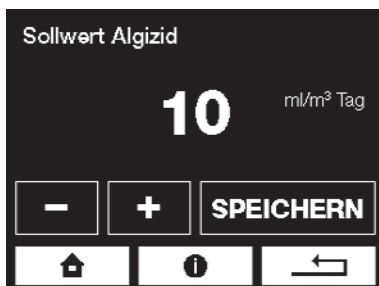 Sollwert Algizid
10 ml/m³ Tag
− + SPEICHERN